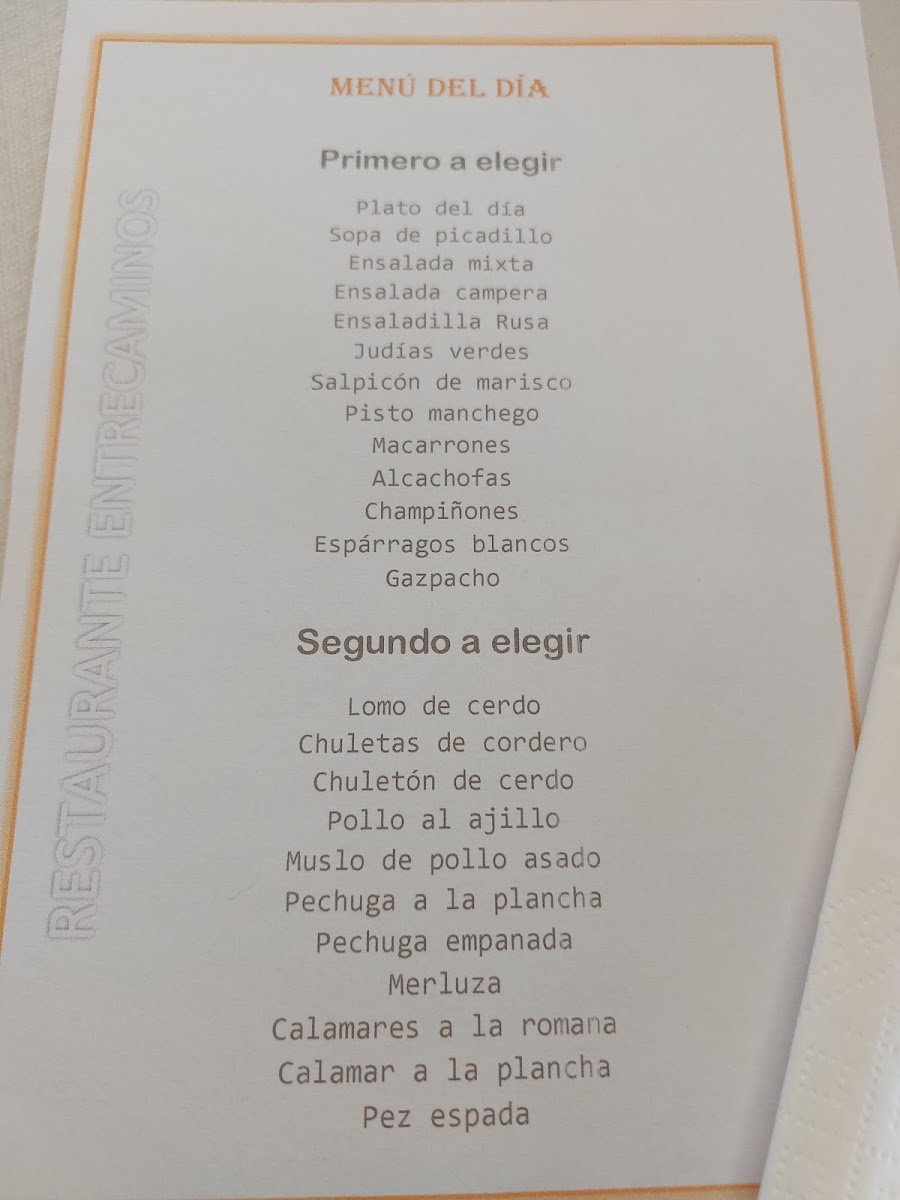 MENÚ DEL DÍA
Primero a elegir
Plato del día
Sopa de picadillo
Ensalada mixta
Ensalada campera
Ensaladilla Rusa
Judías verdes
Salpicón de marisco
Pisto manchego
Macarrones
Alcachofas
Champiñones
Espárragos blancos
Gazpacho
Segundo a elegir
Lomo de cerdo
Chuletas de cordero
Chuletón de cerdo
Pollo al ajillo
Muslo de pollo asado
Pechuga a la plancha
Pechuga empanada
Merluza
Calamares a la romana
Calamar a la plancha
Pez espada
RESTAURANTE ENTRECAMINOS